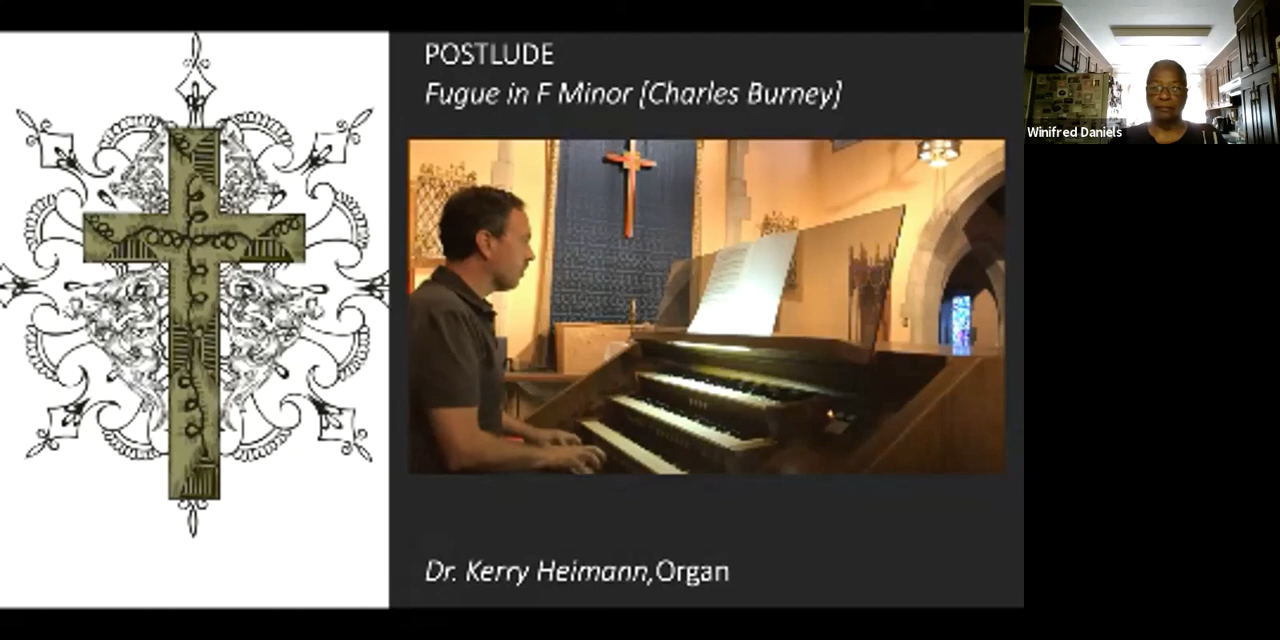 POSTLUDE
Fugue in F Minor [Charles Burney]
Dr. Kerry Heimann, Organ
Winifred Daniels